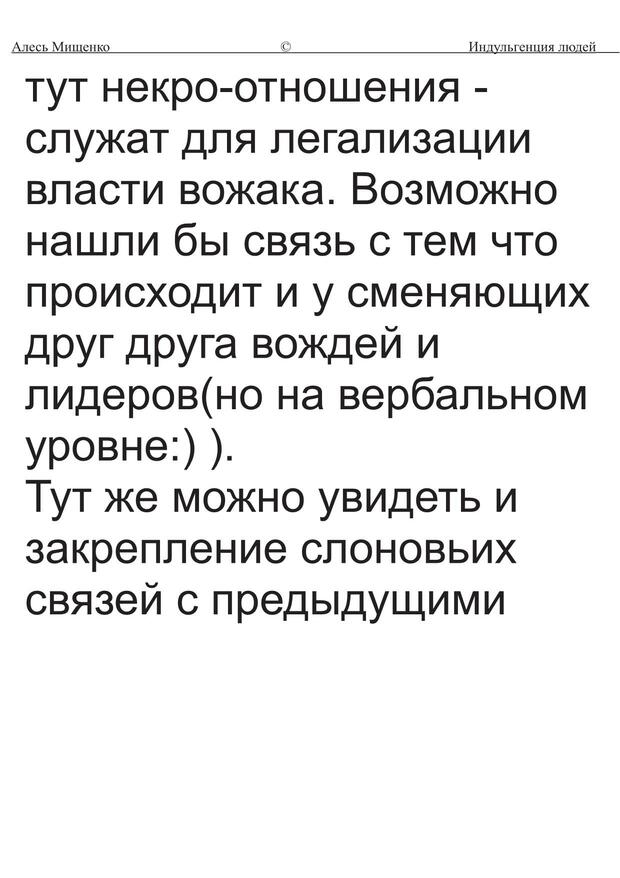 Алесь Мищенко © Индульгенция людей
тут некро-отношения -
служат для легализации
власти вожака. Возможно
нашли бы связь с тем что
происходит и у сменяющих
друг друга вождей и
лидеров(но на вербальном
уровне:) ).
Тут же можно увидеть и
закрепление слоновьих
связей с предыдущими